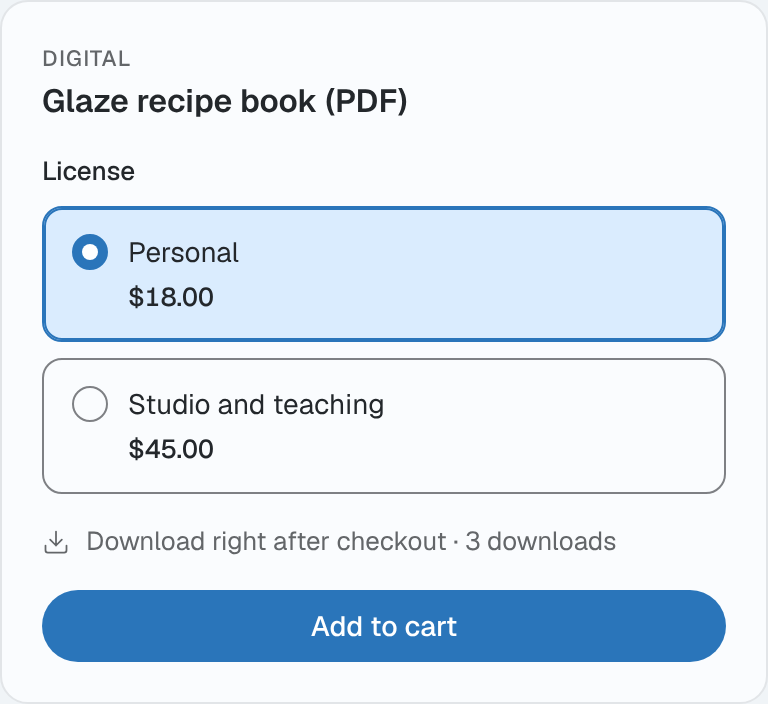 DIGITAL
Glaze recipe book (PDF)
License
Personal
$18.00
Studio and teaching
$45.00
Download right after checkout · 3 downloads
Add to cart